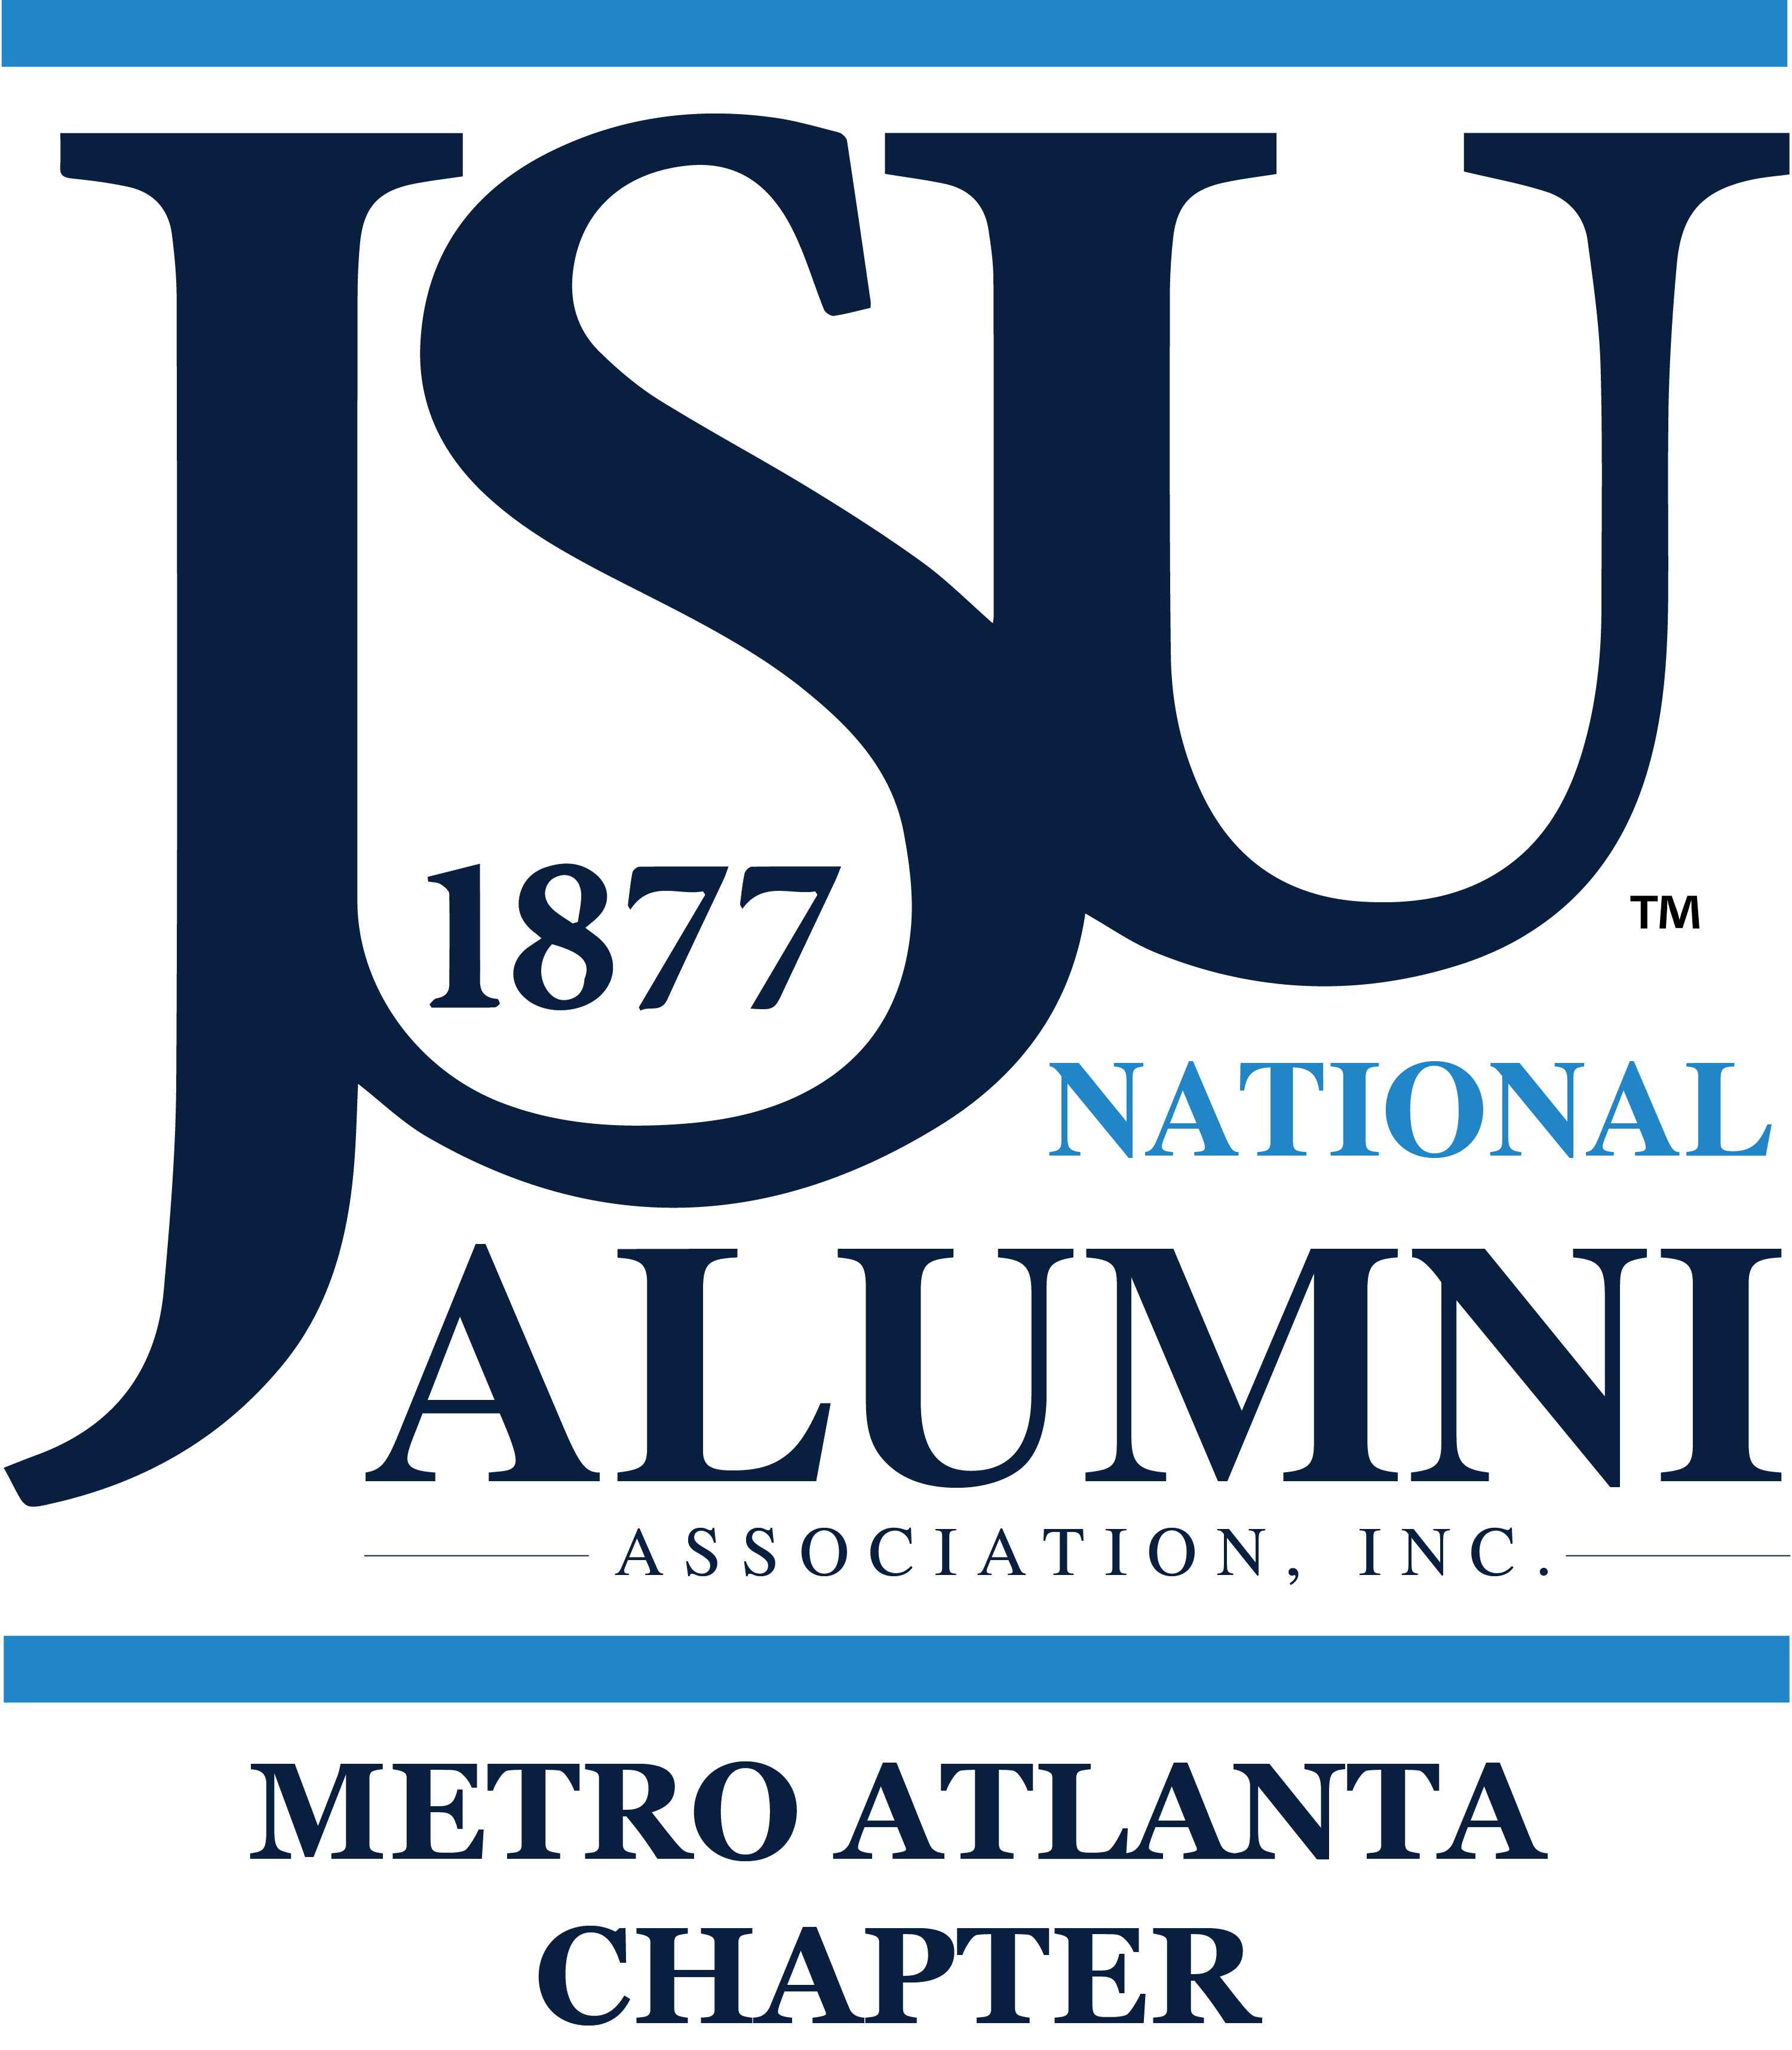 JSU
1877
TM
NATIONAL
ALUMNI
ASSOCIATION, INC.
METRO ATLANTA
CHAPTER